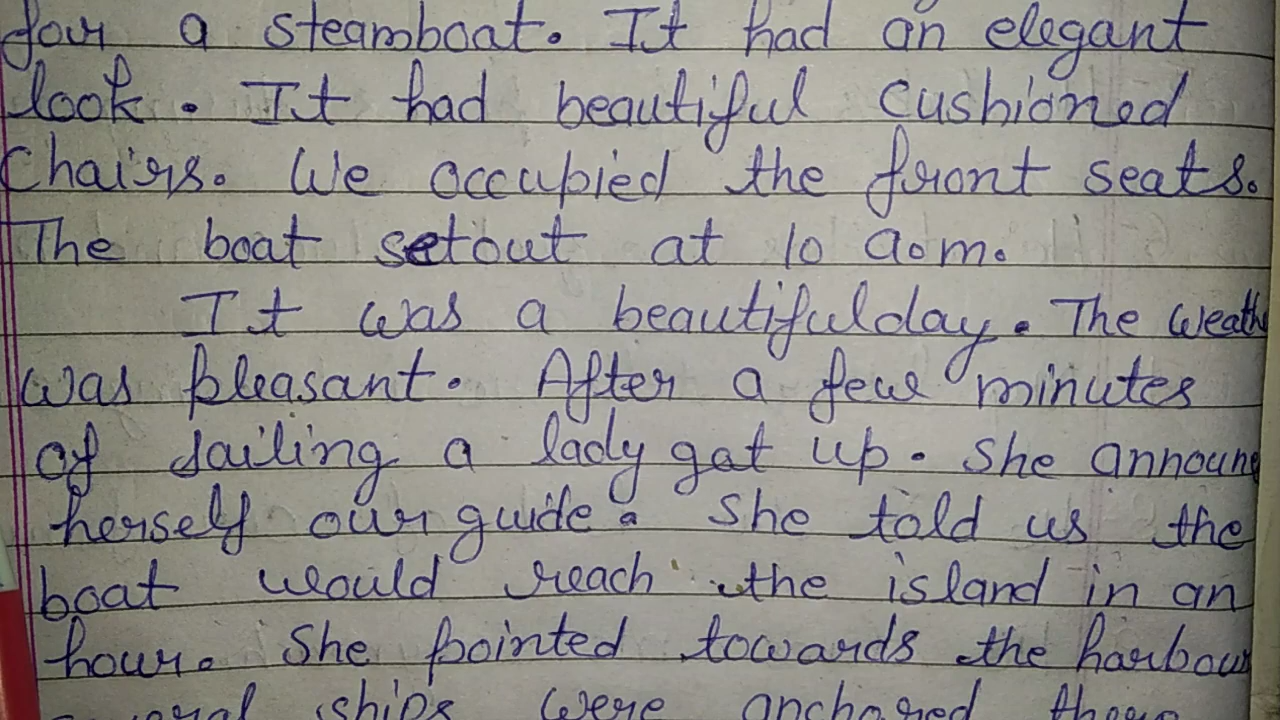 for a steamboat. It had an elegant
look. It had beautiful cushioned
chairs. We occupied the front seats.
The boat setout at 10 a.m.
It was a beautifulday. The weath
was pleasant. After a few minutes
of sailing a lady got up. She announ
herself our guide. She told us the
boat would reach the island in an
hour. She pointed towards the harbour
ships were anchored there